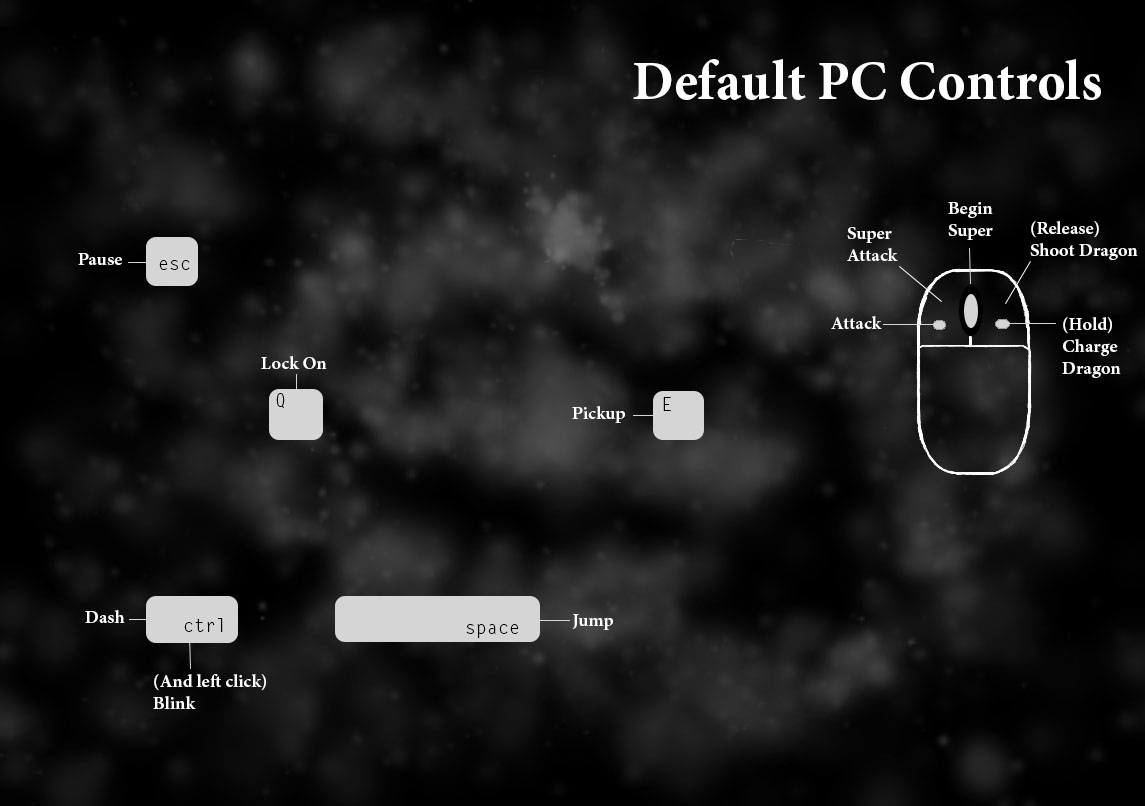 Default PC Controls
Begin
Super
Super
Attack
(Release)
Shoot Dragon
Attack
(Hold)
Charge
Dragon
Pause
esc
Lock On
Q
Pickup
E
Dash
ctrl
(And left click)
Blink
space
Jump